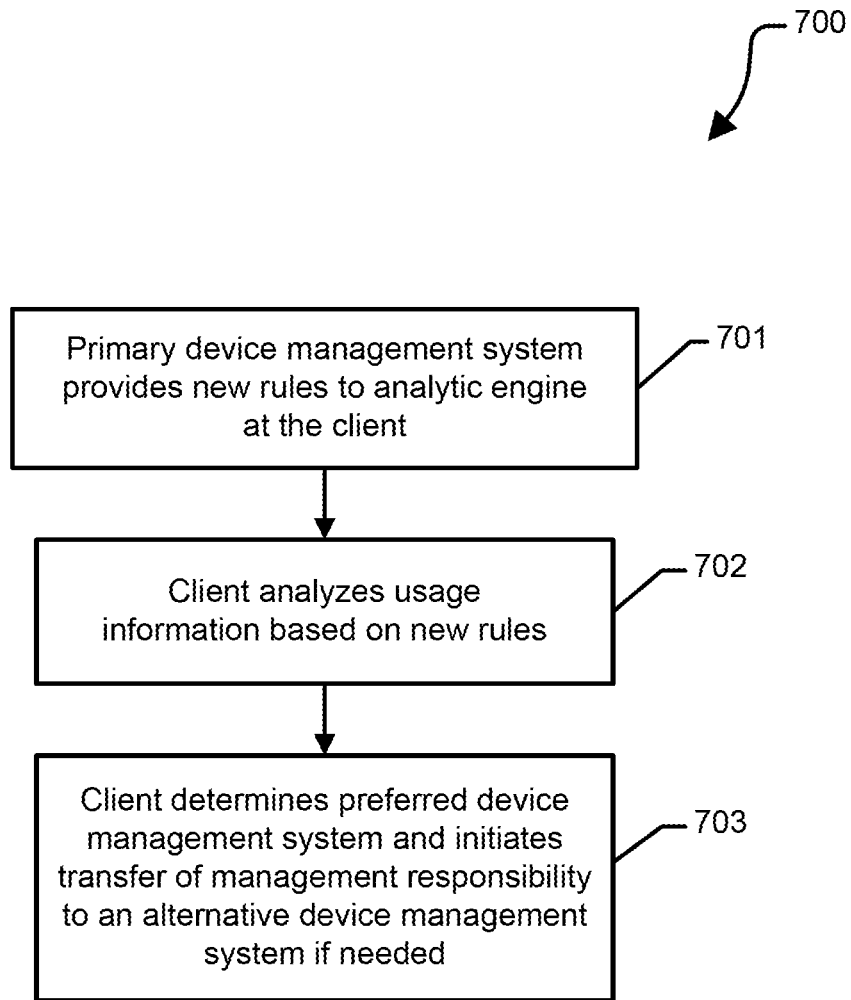 700
Primary device management system
provides new rules to analytic engine
at the client
701
Client analyzes usage
information based on new rules
702
Client determines preferred device
management system and initiates
transfer of management responsibility
to an alternative device management
system if needed
703